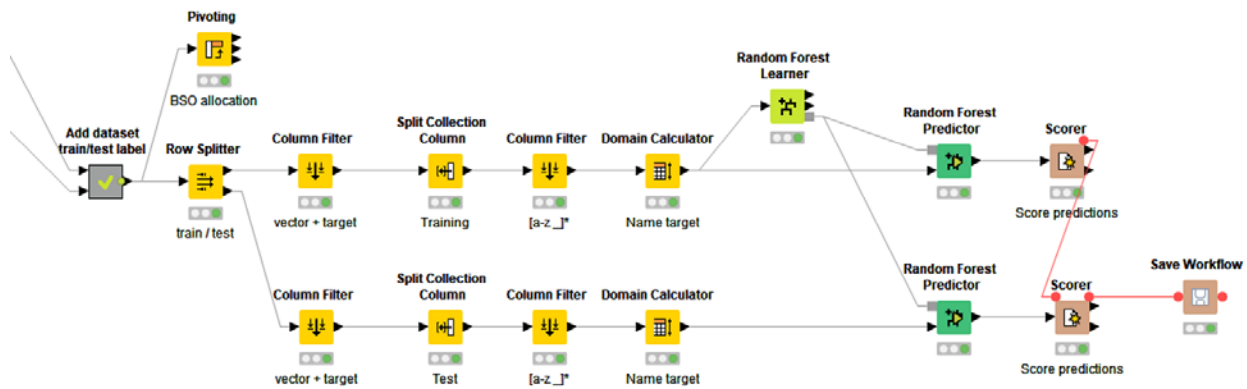 Pivoting
BSO allocation
Add dataset
train/test label
Row Splitter
train / test
Column Filter
vector + target
Split Collection
Column
Training
Column Filter
[a-z _]*
Domain Calculator
Name target
Random Forest
Learner
Random Forest
Predictor
Scorer
Score predictions
Column Filter
vector + target
Split Collection
Column
Test
Column Filter
[a-z _]*
Domain Calculator
Name target
Random Forest
Predictor
Scorer
Score predictions
Save Workflow